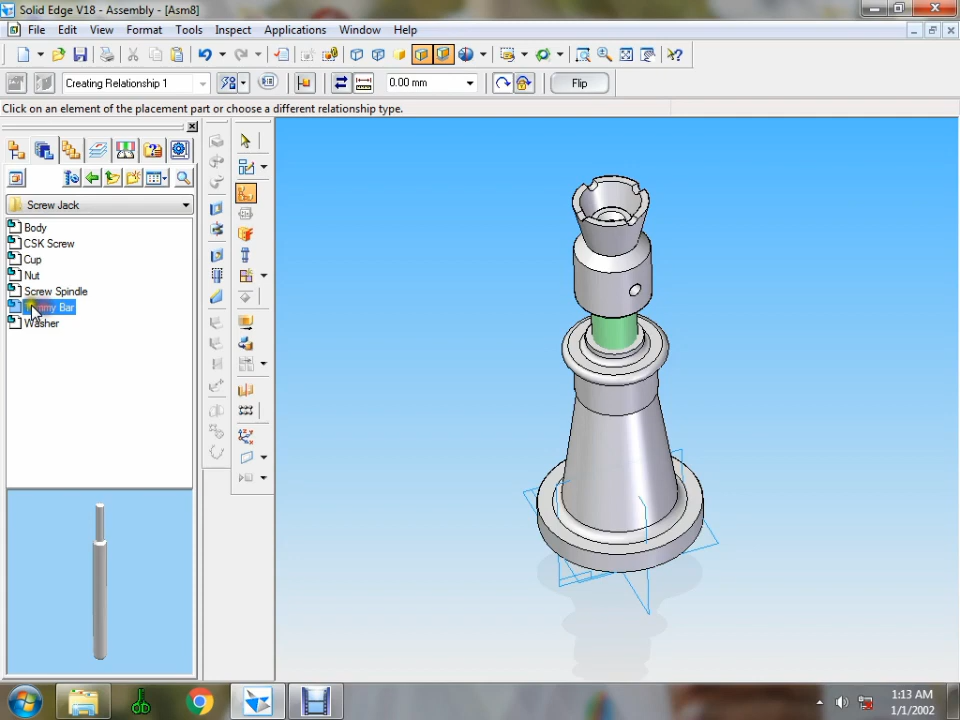 Solid Edge V18 - Assembly - [Asm8]
File Edit View Format Tools Inspect Applications Window Help
Creating Relationship 1
0.00 mm
Flip
Click on an element of the placement part or choose a different relationship type.
Screw Jack
Body
CSK Screw
Cup
Nut
Screw Spindle
Bar
Washer
1:13 AM
1/1/2002